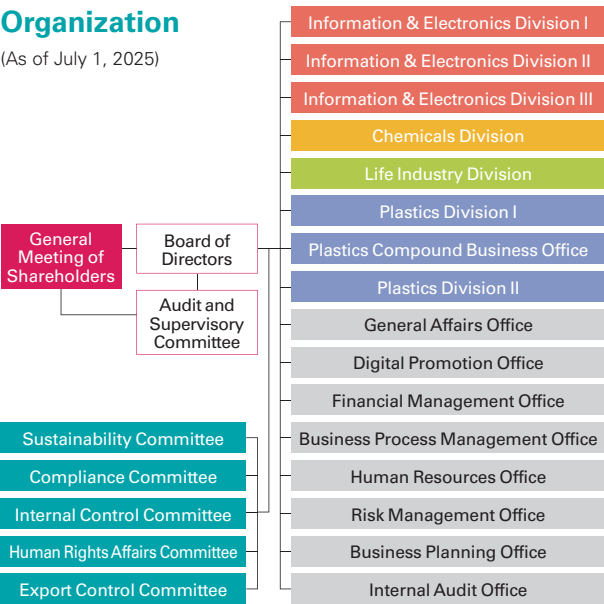 Organization
(As of July 1, 2025)
General
Meeting of
Shareholders
Board of
Directors
Audit and
Supervisory
Committee
Sustainability Committee
Compliance Committee
Internal Control Committee
Human Rights Affairs Committee
Export Control Committee
Information & Electronics Division I
Information & Electronics Division II
Information & Electronics Division III
Chemicals Division
Life Industry Division
Plastics Division I
Plastics Compound Business Office
Plastics Division II
General Affairs Office
Digital Promotion Office
Financial Management Office
Business Process Management Office
Human Resources Office
Risk Management Office
Business Planning Office
Internal Audit Office